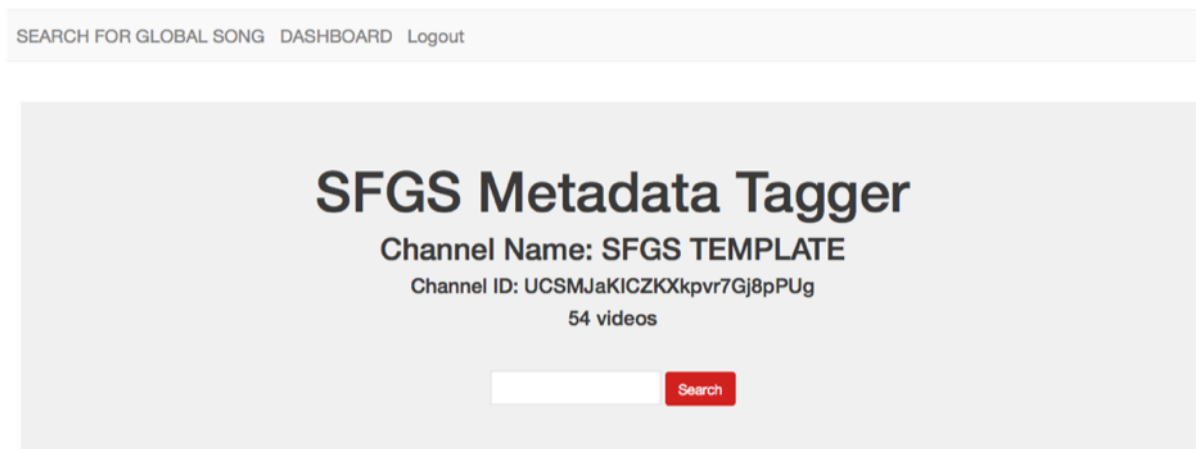 SEARCH FOR GLOBAL SONG DASHBOARD Logout
SFGS Metadata Tagger
Channel Name: SFGS TEMPLATE
Channel ID: UCSMJaKICZKXkpvr7Gj8pPUg
54 videos
Search